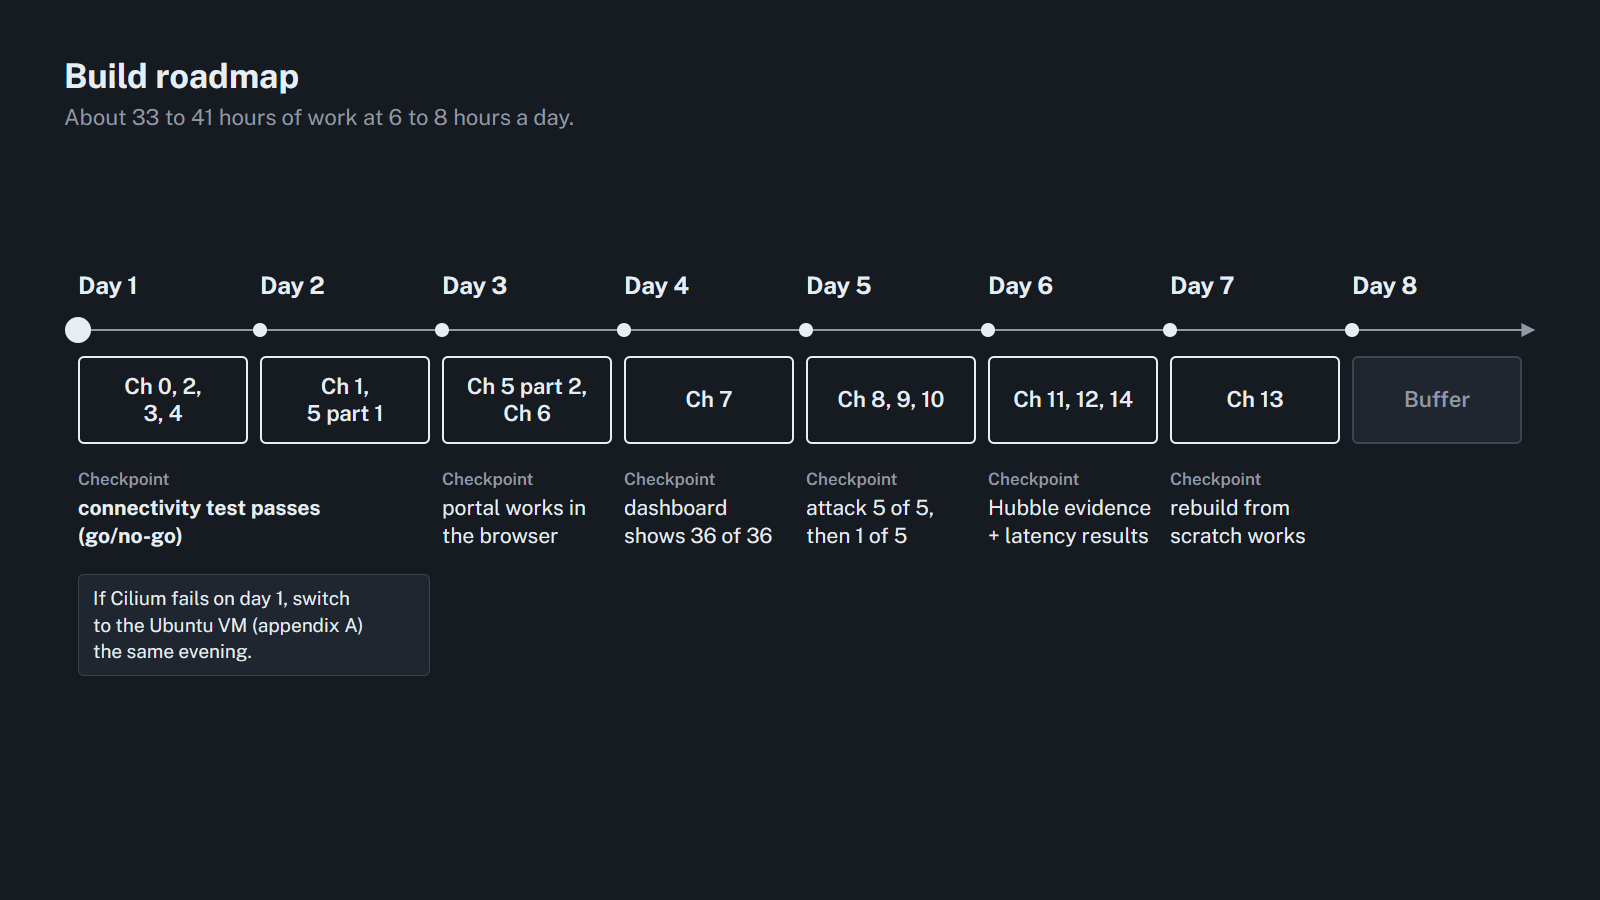 Build roadmap
About 33 to 41 hours of work at 6 to 8 hours a day.
Day 1
Day 2
Day 3
Day 4
Day 5
Day 6
Day 7
Day 8
Ch 0, 2,
3, 4
Ch 1,
5 part 1
Ch 5 part 2,
Ch 6
Ch 7
Ch 8, 9, 10
Ch 11, 12, 14
Ch 13
Buffer
Checkpoint
connectivity test passes
(go/no-go)
Checkpoint
portal works in
the browser
Checkpoint
dashboard
shows 36 of 36
Checkpoint
attack 5 of 5,
then 1 of 5
Checkpoint
Hubble evidence
+ latency results
Checkpoint
rebuild from
scratch works
If Cilium fails on day 1, switch
to the Ubuntu VM (appendix A)
the same evening.